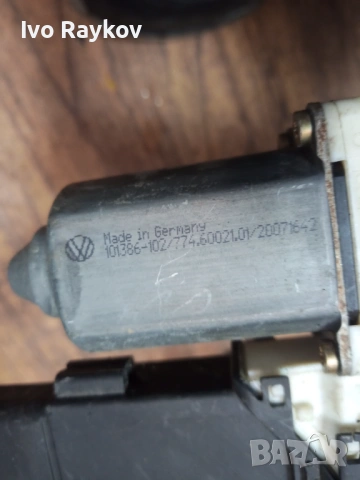 Ivo Raykov
Made in Germany
101386-102/774.60021.01/2007164-2
BAZAR